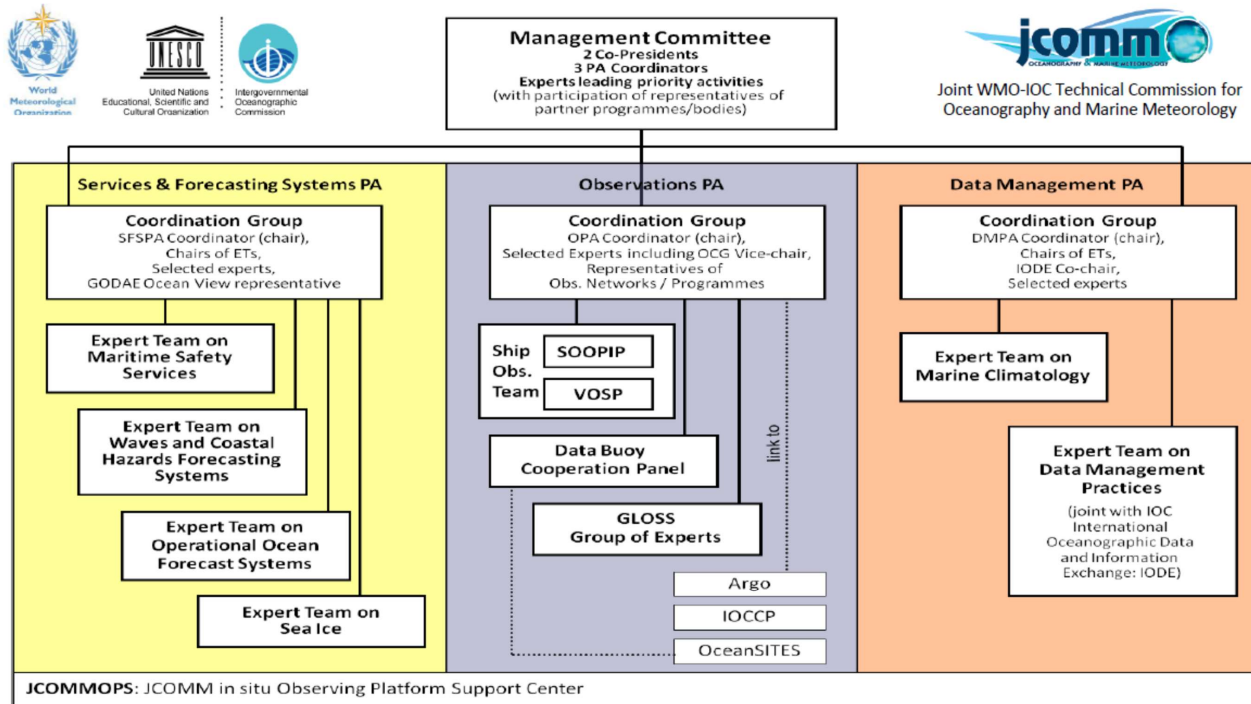 World
Meteorological
Organization
UNESCO
United Nations
Educational, Scientific and
Cultural Organization
Intergovernmental
Oceanographic
Commission
Management Committee
2 Co-Presidents
3 PA Coordinators
Experts leading priority activities
(with participation of representatives of
partner programmes/bodies)
jcomm
OCEANOGRAPHY & MARINE METEOROLOGY
Joint WMO-IOC Technical Commission for
Oceanography and Marine Meteorology
Services & Forecasting Systems PA
Coordination Group
SFSPA Coordinator (chair),
Chairs of ETs,
Selected experts,
GODAE Ocean View representative
Expert Team on
Maritime Safety
Services
Expert Team on
Waves and Coastal
Hazards Forecasting
Systems
Expert Team on
Operational Ocean
Forecast Systems
Expert Team on
Sea Ice
Observations PA
Coordination Group
OPA Coordinator (chair),
Selected Experts including OCG Vice-chair,
Representatives of
Obs. Networks / Programmes
Ship
Obs.
Team
SOOPIP
VOSP
Data Buoy
Cooperation Panel
GLOSS
Group of Experts
link to
Argo
IOCCP
OceanSITES
Data Management PA
Coordination Group
DMPA Coordinator (chair),
Chairs of ETs,
IODE Co-chair,
Selected experts
Expert Team on
Marine Climatology
Expert Team on
Data Management
Practices
(joint with IOC
International
Oceanographic Data
and Information
Exchange: IODE)
JCOMMOPS: JCOMM in situ Observing Platform Support Center